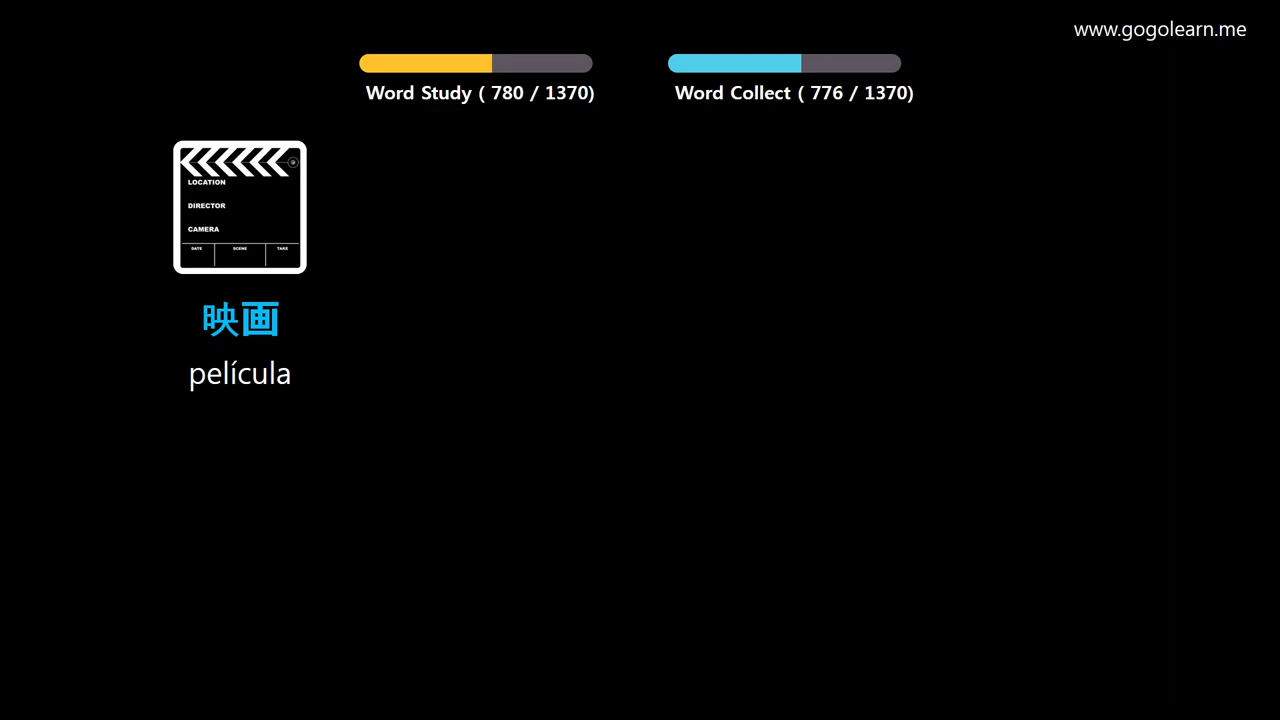 www.gogolearn.me
Word Study ( 780 / 1370)
Word Collect ( 776 / 1370)
LOCATION
DIRECTOR
CAMERA
DATE SCENE TAKE
映画
película